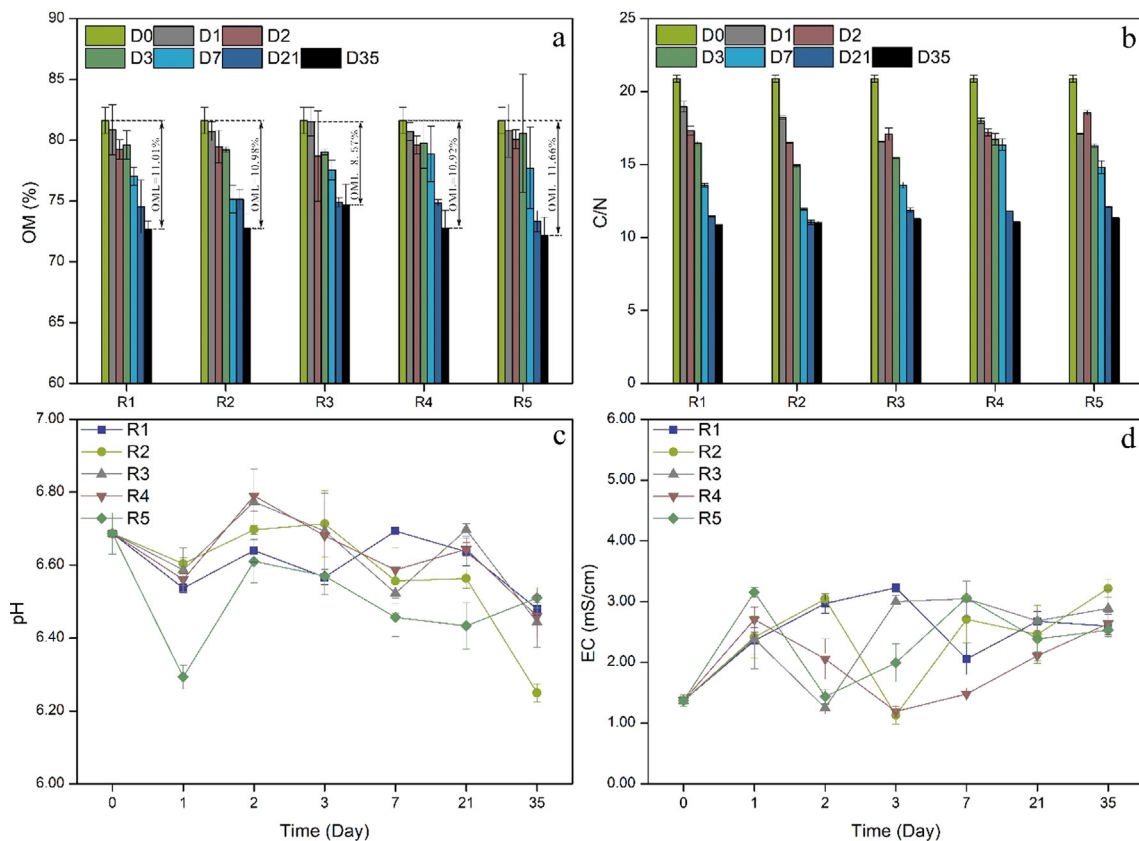 a
D0 D1 D2
D3 D7 D21 D35
90
85
80
75
70
65
60
OM (%)
OML=11.01%
OML 10.98%
OML 8.57%
OML=10.92%
OML 11.66%
R1 R2 R3 R4 R5
b
D0 D1 D2
D3 D7 D21 D35
25
20
15
10
5
0
C/N
R1 R2 R3 R4 R5
c
R1
R2
R3
R4
R5
7.00
6.80
6.60
6.40
6.20
6.00
pH
0 1 2 3 7 21 35
Time (Day)
d
R1
R2
R3
R4
R5
6.00
5.00
4.00
3.00
2.00
1.00
0.00
EC (mS/cm)
0 1 2 3 7 21 35
Time (Day)